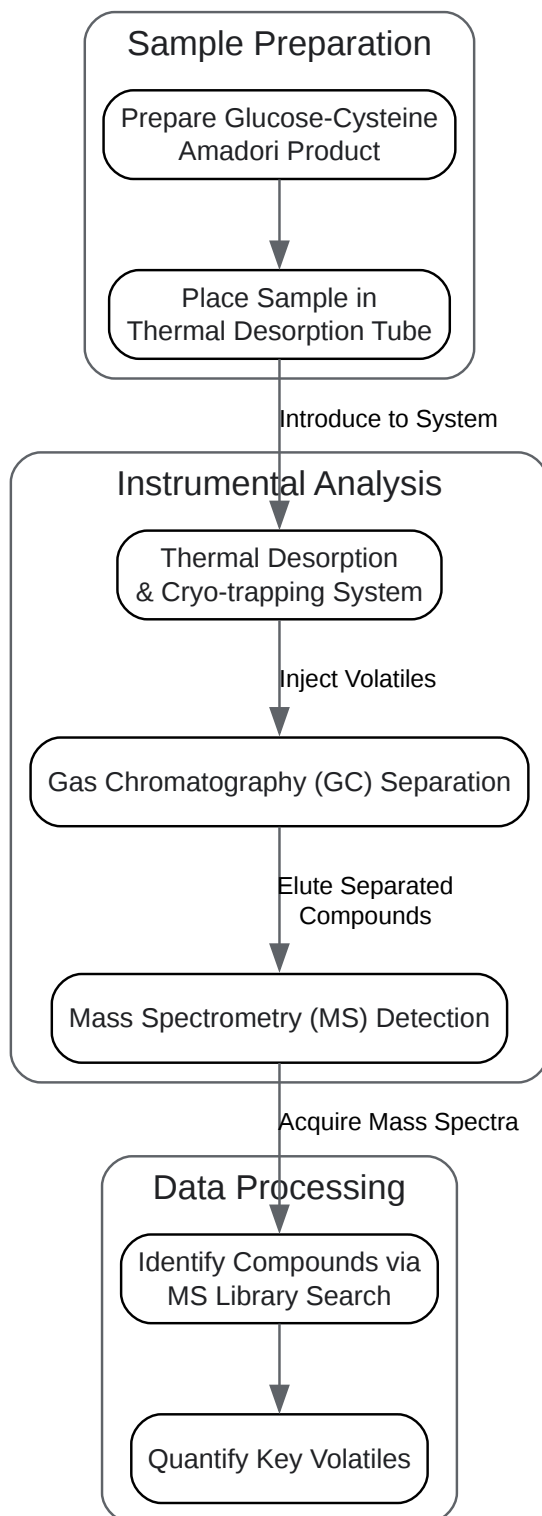 Sample Preparation
Prepare Glucose-Cysteine
Amadori Product
Place Sample in
Thermal Desorption Tube
Introduce to System
Instrumental Analysis
Thermal Desorption
& Cryo-trapping System
Inject Volatiles
Gas Chromatography (GC) Separation
Elute Separated
Compounds
Mass Spectrometry (MS) Detection
Acquire Mass Spectra
Data Processing
Identify Compounds via
MS Library Search
Quantify Key Volatiles